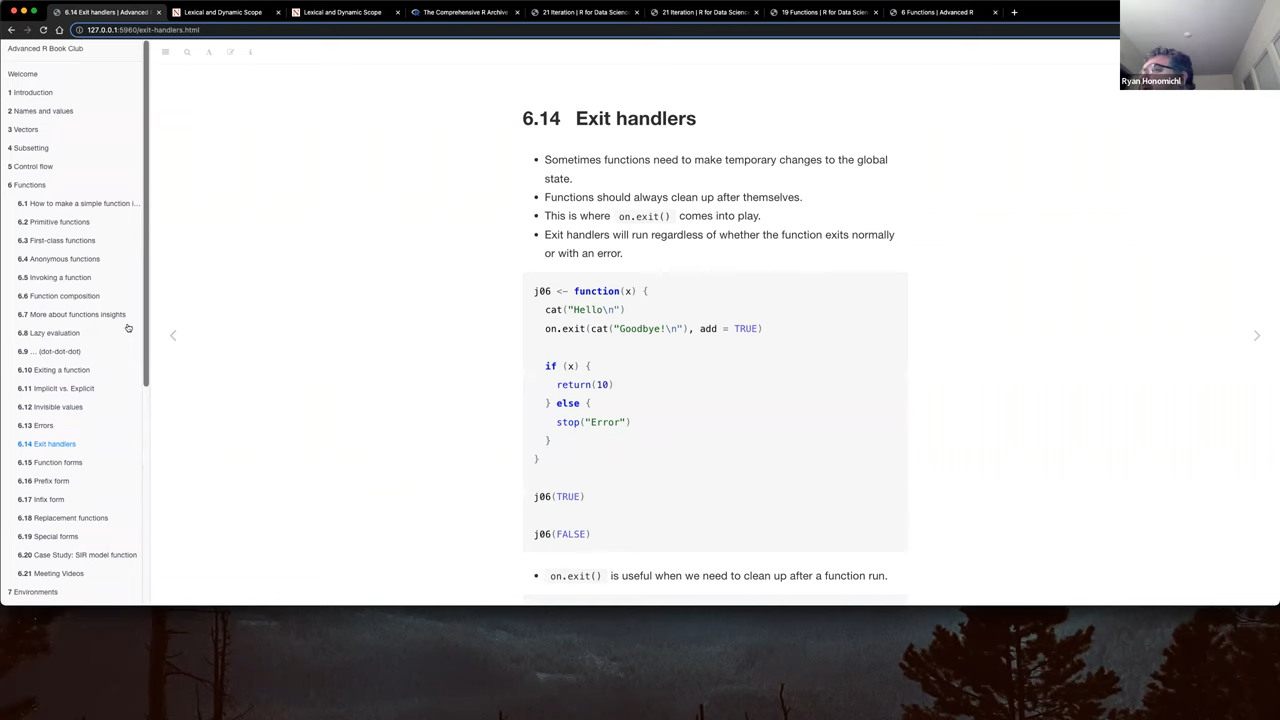 6.14 Exit handlers | Advanced
Lexical and Dynamic Scope
Lexical and Dynamic Scope
The Comprehensive R Archive
21 Iteration | R for Data Scienc
21 Iteration | R for Data Scienc
19 Functions | R for Data Scienc
6 Functions | Advanced R
127.0.0.1:5960/exit-handlers.html
Ryan Honomichl
Advanced R Book Club
Welcome
1 Introduction
2 Names and values
3 Vectors
4 Subsetting
5 Control flow
6 Functions
6.1 How to make a simple function i...
6.2 Primitive functions
6.3 First-class functions
6.4 Anonymous functions
6.5 Invoking a function
6.6 Function composition
6.7 More about functions insights
6.8 Lazy evaluation
6.9 ... (dot-dot-dot)
6.10 Exiting a function
6.11 Implicit vs. Explicit
6.12 Invisible values
6.13 Errors
6.14 Exit handlers
6.15 Function forms
6.16 Prefix form
6.17 Infix form
6.18 Replacement functions
6.19 Special forms
6.20 Case Study: SIR model function
6.21 Meeting Videos
7 Environments
6.14 Exit handlers
• Sometimes functions need to make temporary changes to the global
state.
• Functions should always clean up after themselves.
• This is where on.exit() comes into play.
• Exit handlers will run regardless of whether the function exits normally
or with an error.
j06 <- function(x) {
cat("Hello\n")
on.exit(cat("Goodbye!\n"), add = TRUE)
if (x) {
return(10)
} else {
stop("Error")
}
}
j06(TRUE)
j06(FALSE)
• on.exit() is useful when we need to clean up after a function run.